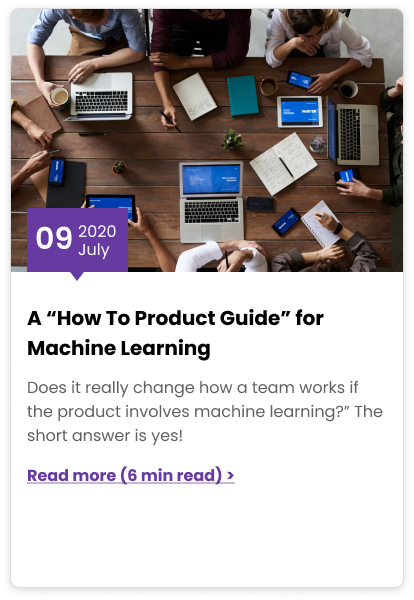 09 2020
July
A “How To Product Guide” for
Machine Learning
Does it really change how a team works if
the product involves machine learning?” The
short answer is yes!
Read more (6 min read) >